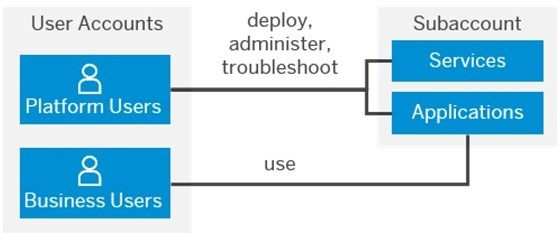 User Accounts
deploy,
administer,
troubleshoot
Subaccount
Services
Platform Users
Applications
use
Business Users